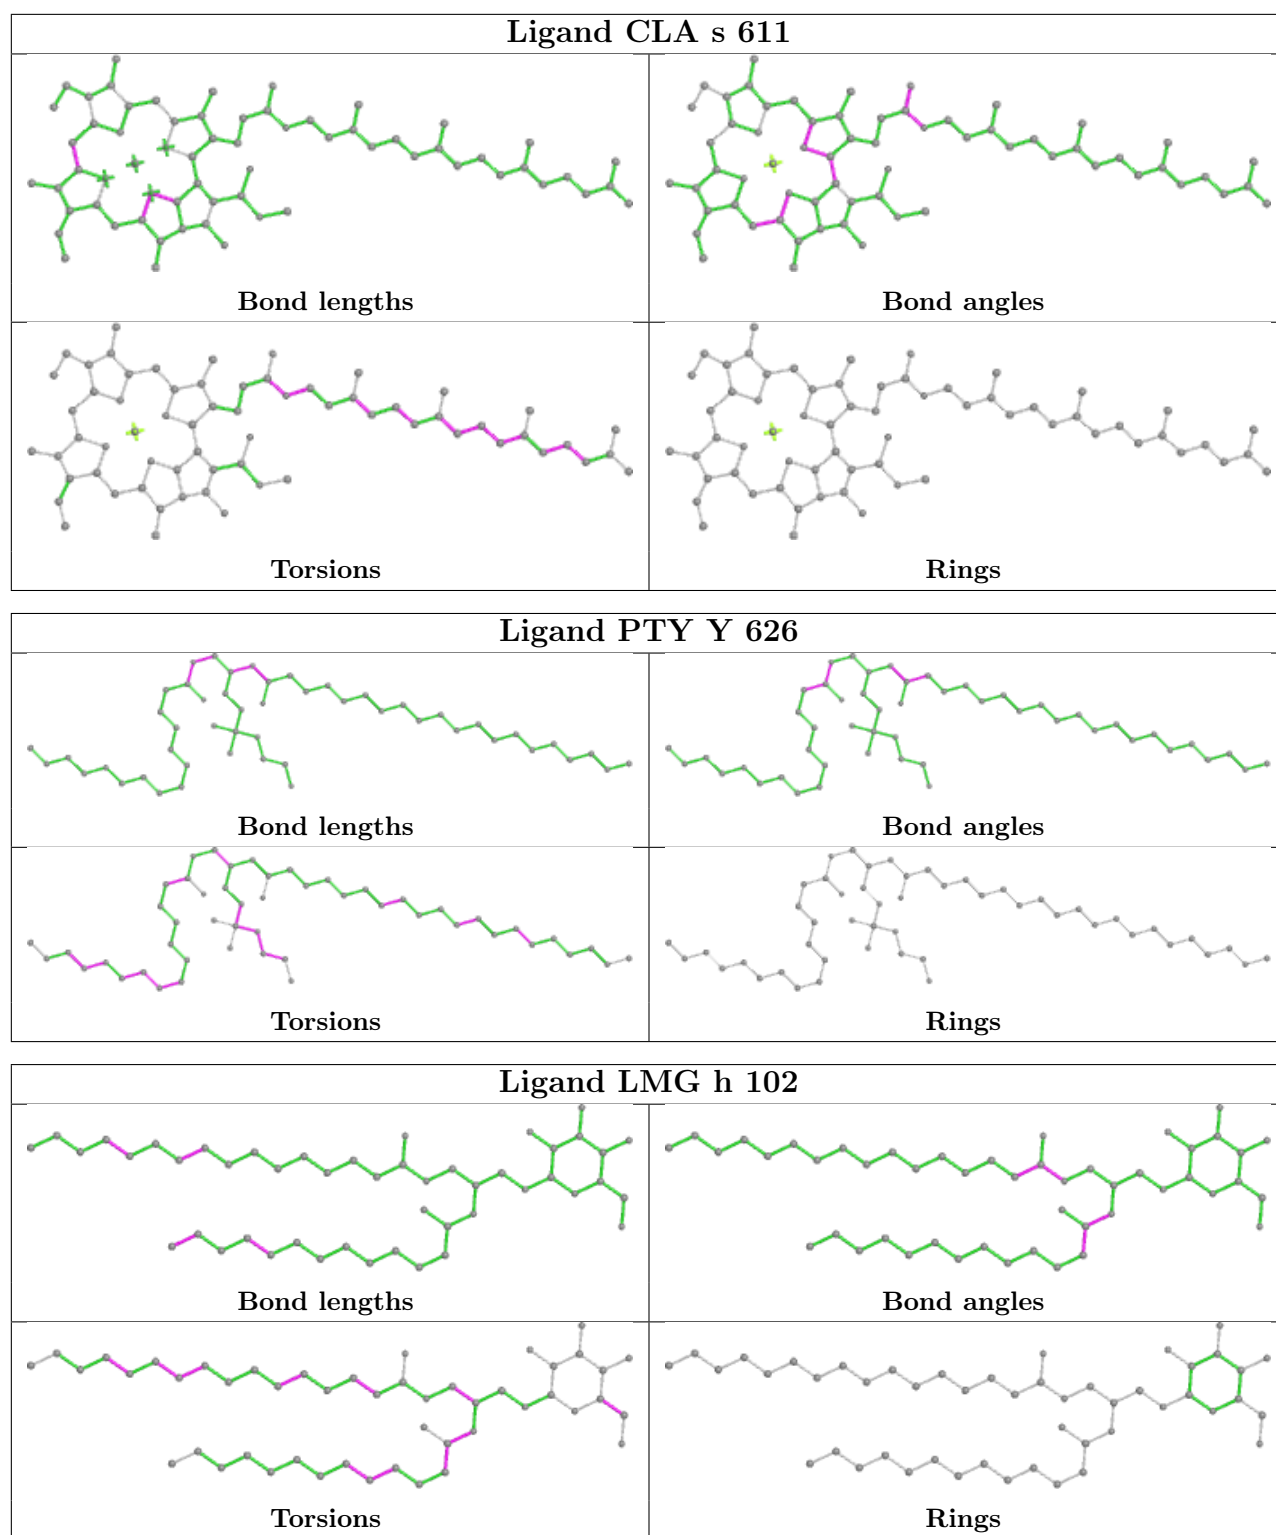 Ligand CLA s 611
Bond lengths
Bond angles
Torsions
Rings
Ligand PTY Y 626
Bond lengths
Bond angles
Torsions
Rings
Ligand LMG h 102
Bond lengths
Bond angles
Torsions
Rings